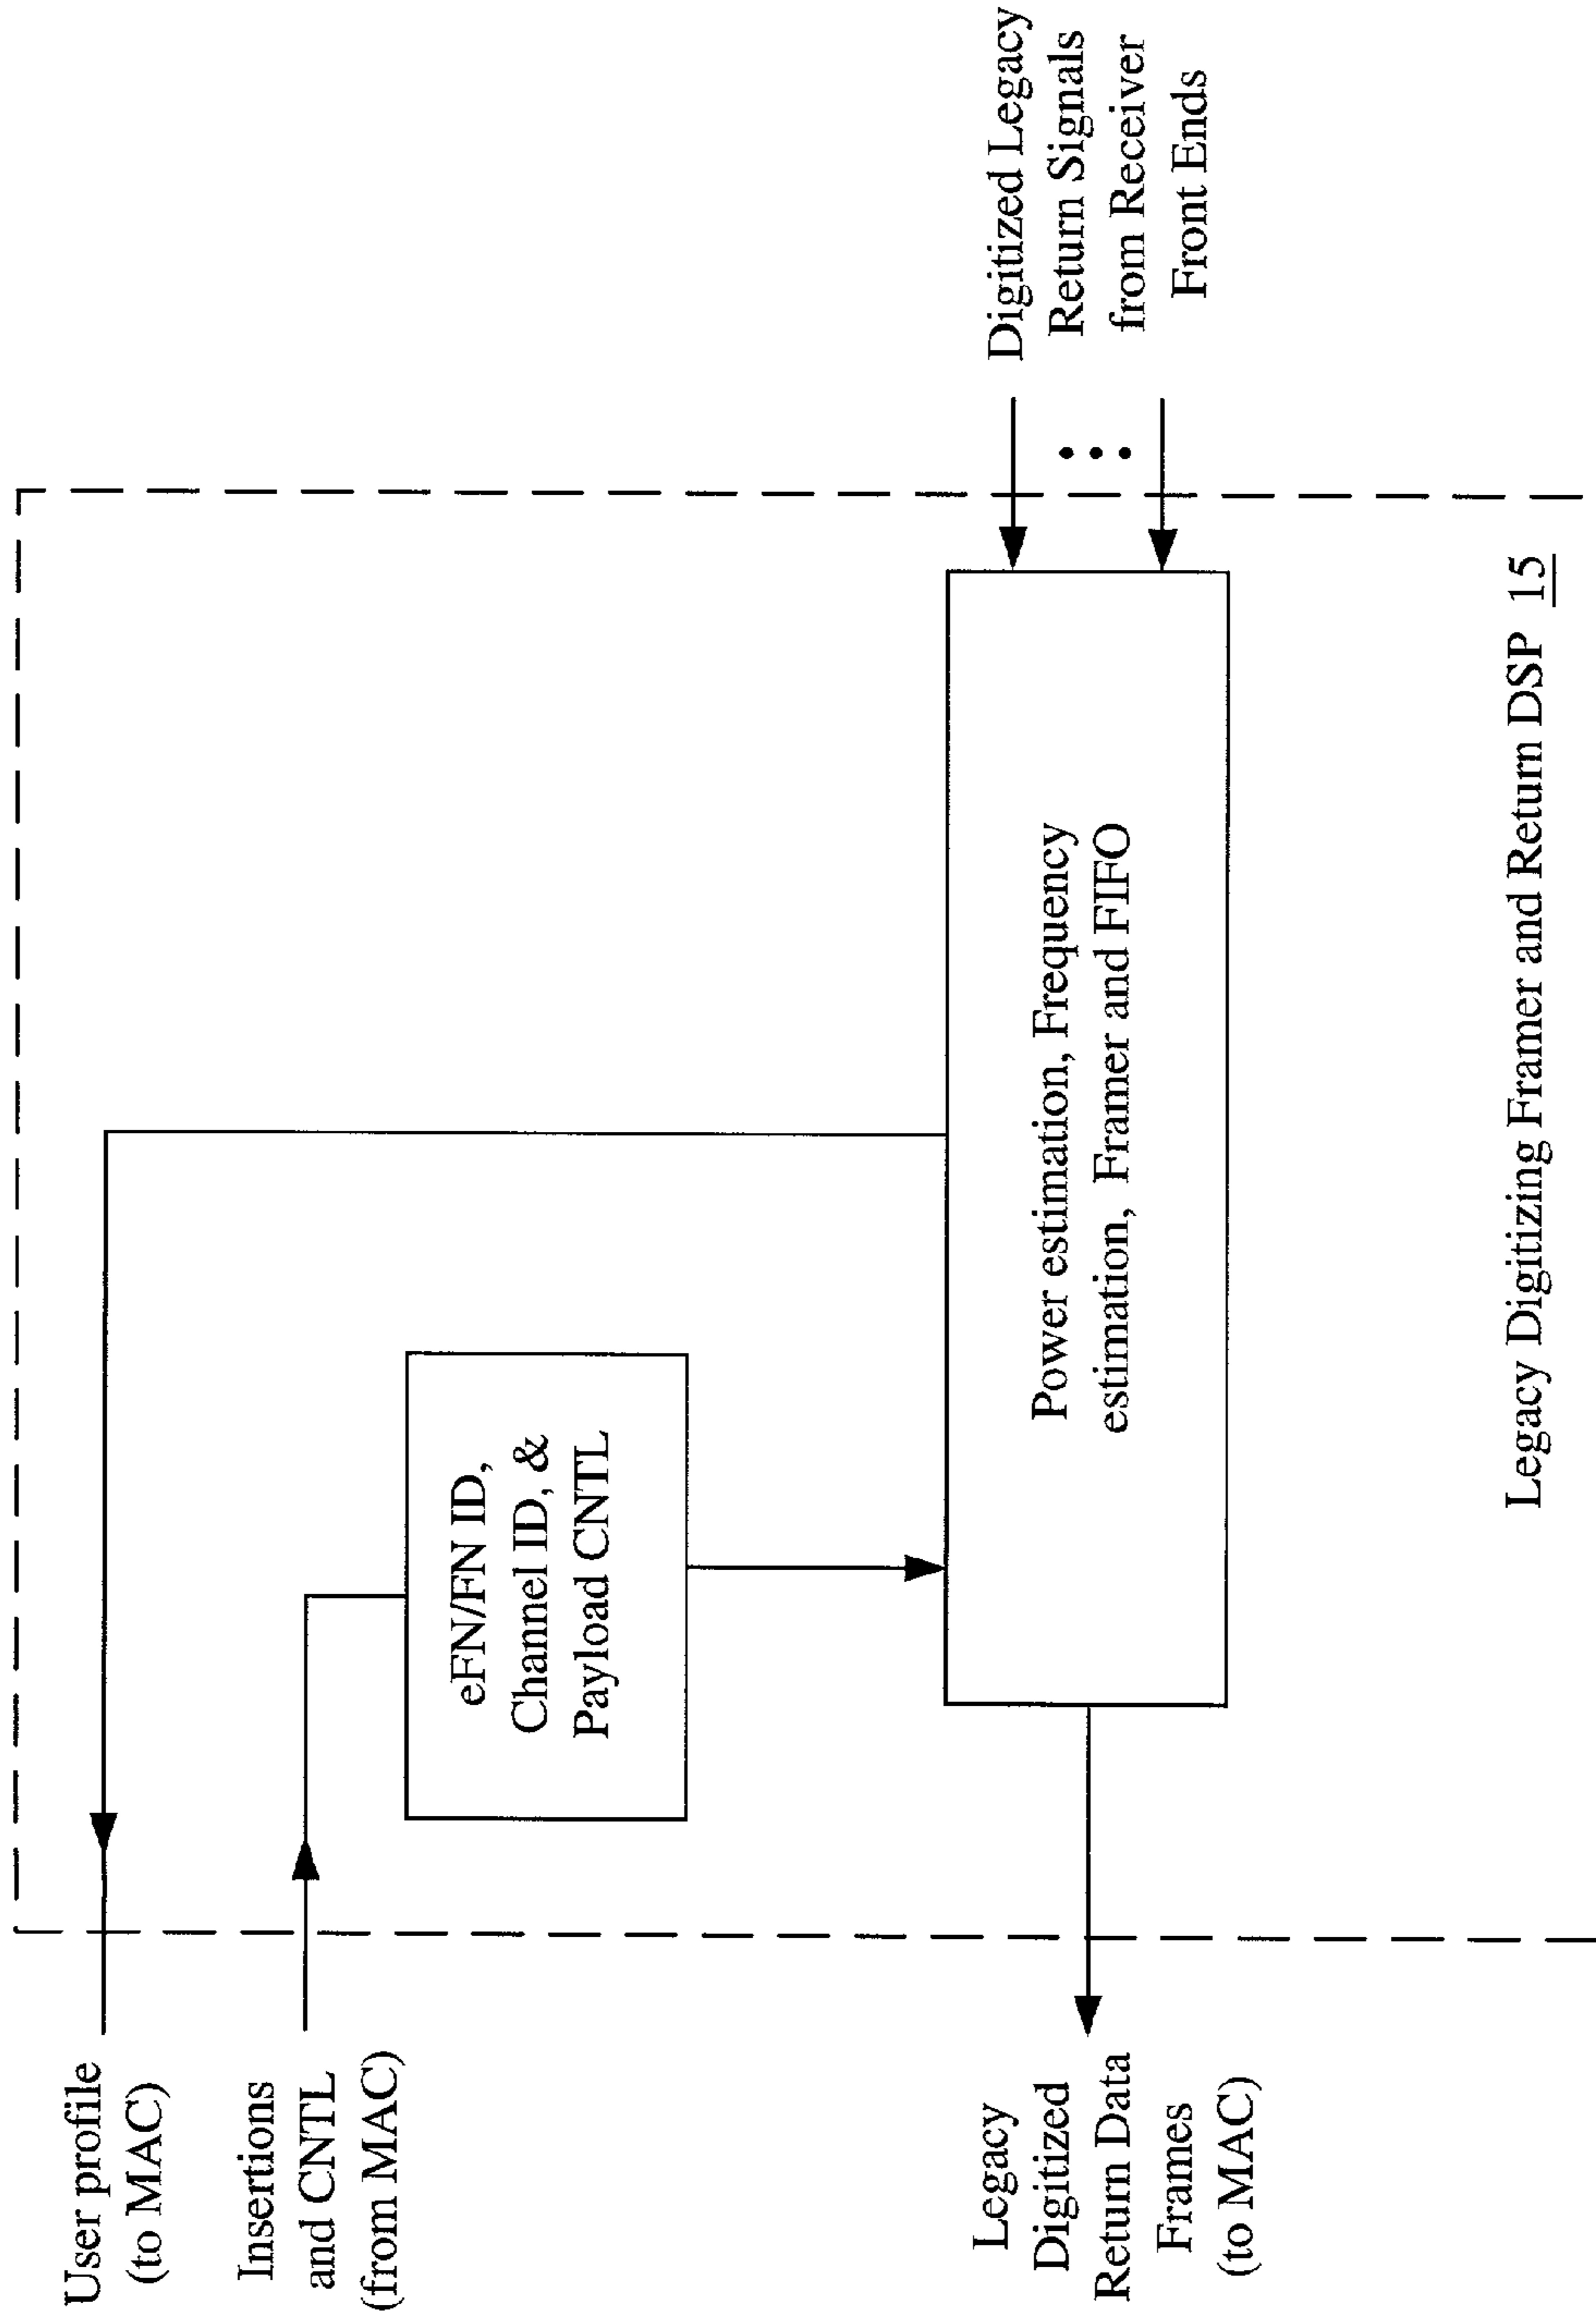 User profile
(to MAC)
Insertions
and CNTL
(from MAC)
eFN/FN ID,
Channel ID, &
Payload CNTL
Legacy
Digitized
Return Data
Frames
(to MAC)
Power estimation, Frequency
estimation, Framer and FIFO
Digitized Legacy
Return Signals
from Receiver
Front Ends
Legacy Digitizing Framer and Return DSP 15